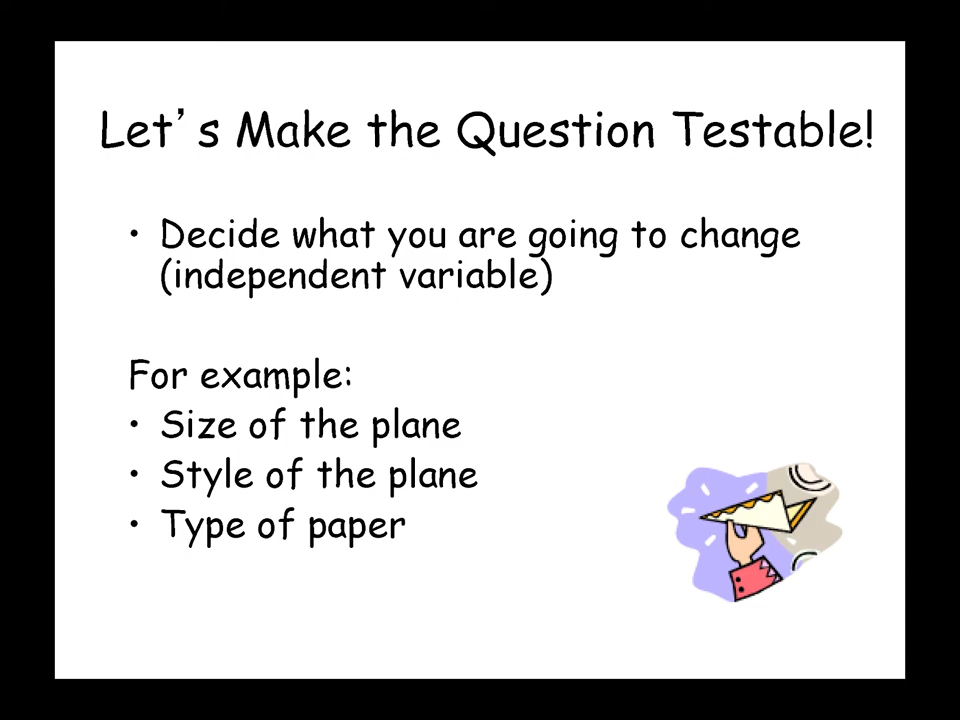 Let’s Make the Question Testable!
• Decide what you are going to change
(independent variable)
For example:
• Size of the plane
• Style of the plane
• Type of paper